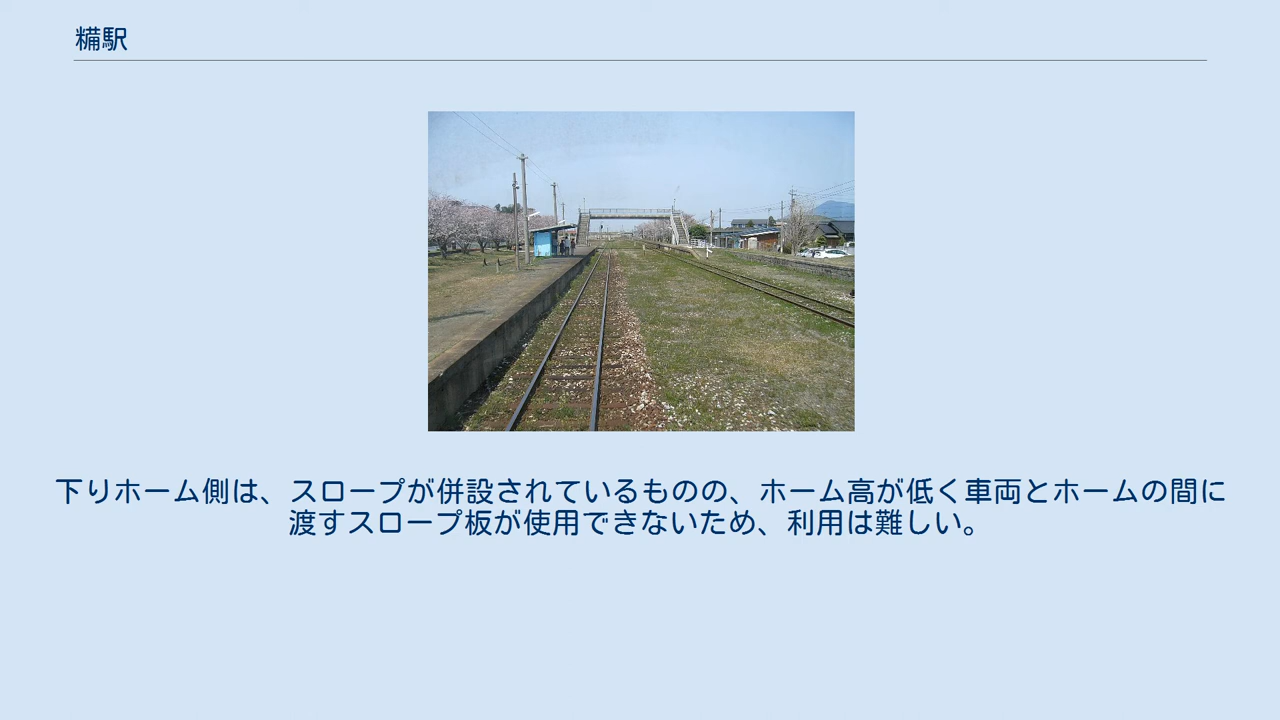 糒駅
下りホーム側は、スロープが併設されているものの、ホーム高が低く車両とホームの間に
渡すスロープ板が使用できないため、利用は難しい。